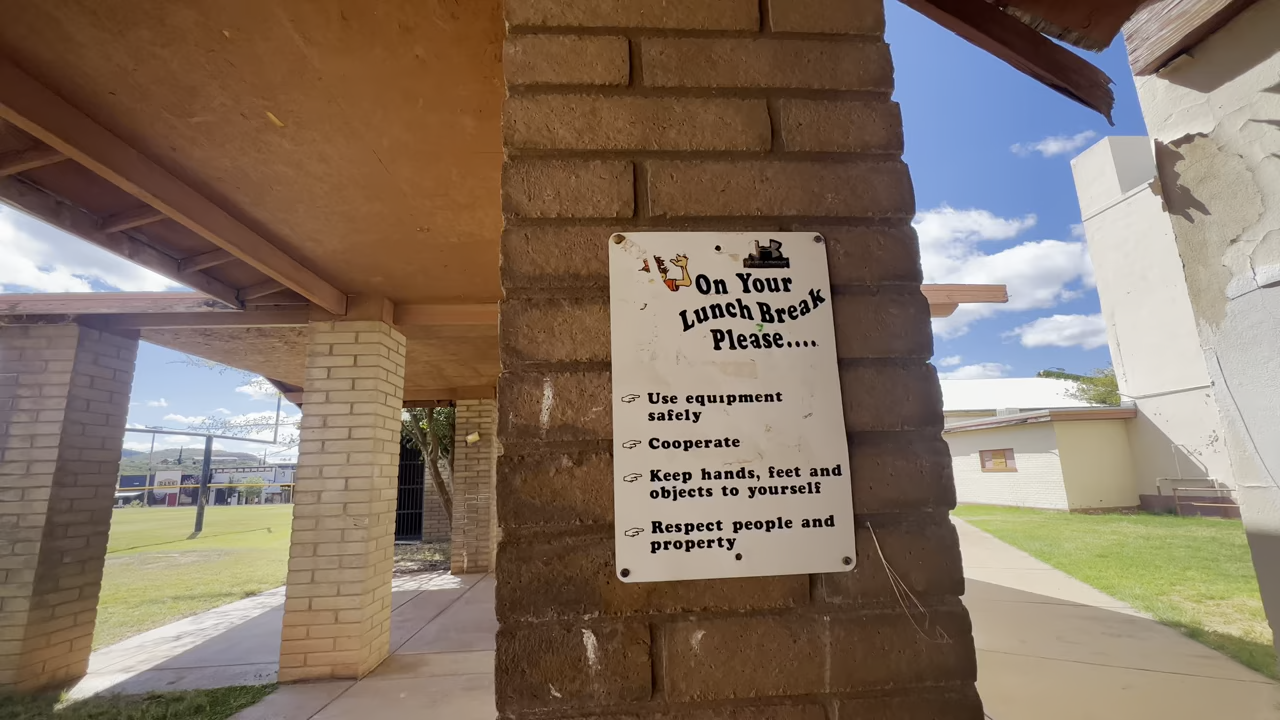 On Your
Lunch Break
Please....
Use equipment
safely
Cooperate
Keep hands, feet and
objects to yourself
Respect people and
property